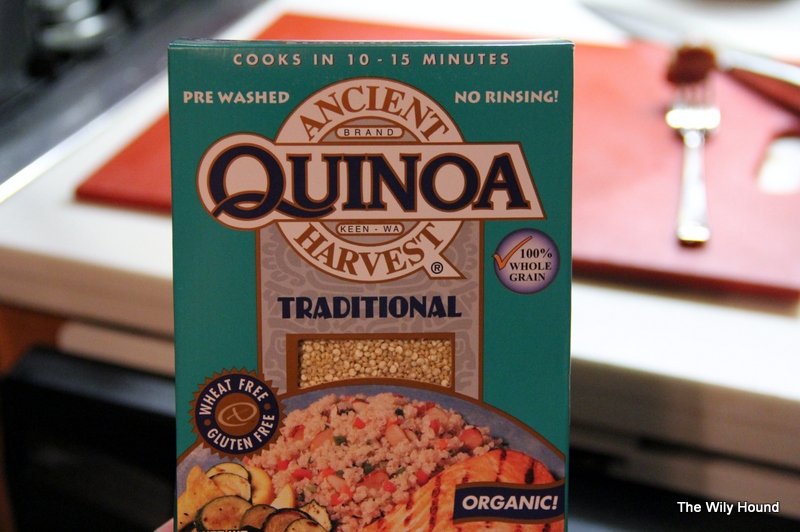 COOKS IN 10 - 15 MINUTES
PRE WASHED
NO RINSING!
ANCIENT
BRAND
QUINOA
KEEN - WA
HARVEST®
100%
WHOLE
GRAIN
TRADITIONAL
WHEAT FREE
GLUTEN FREE
ORGANIC!
The Wily Hound